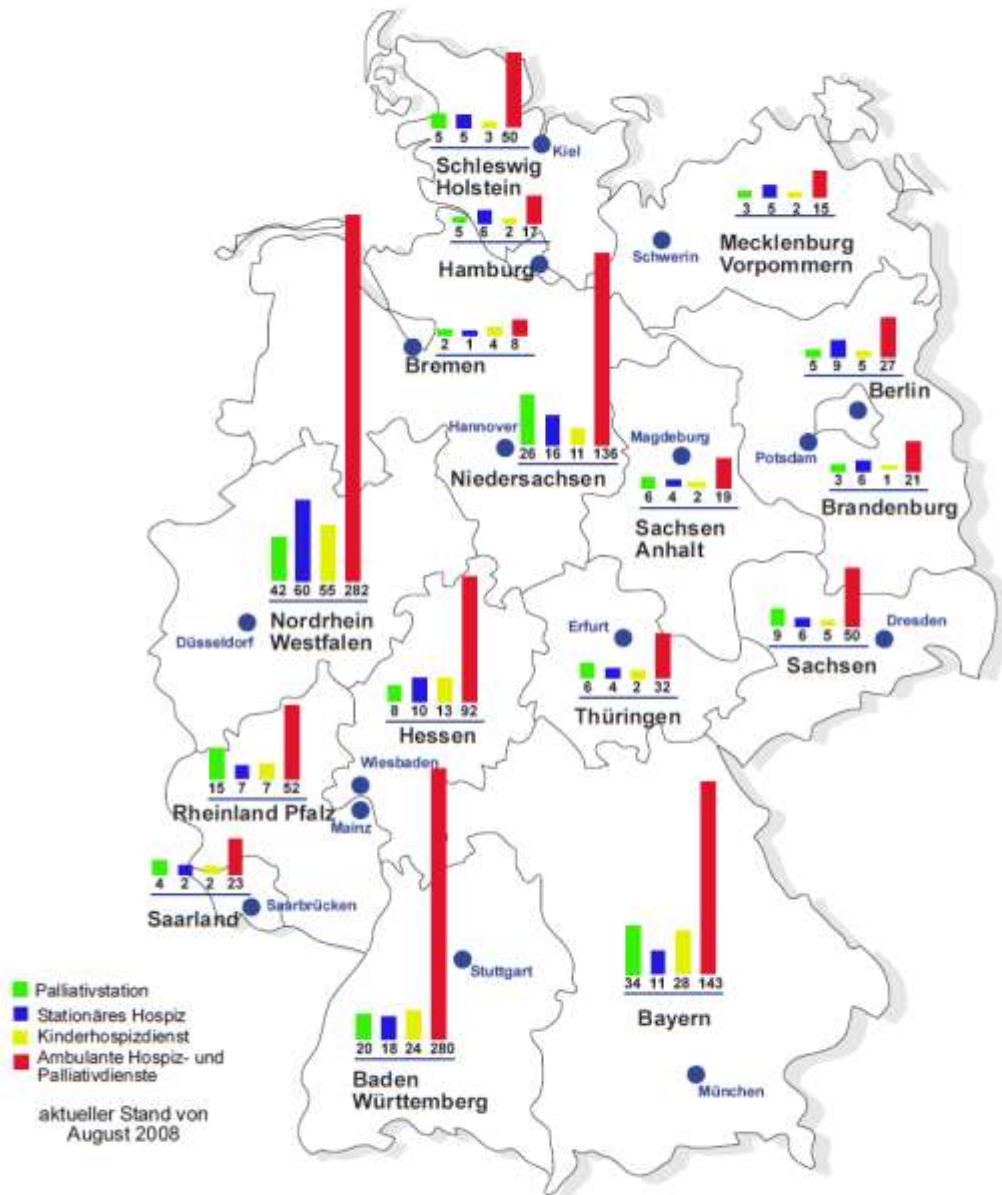 5 5 3 50
Kiel
Schleswig
Holstein
3 5 2 15
Mecklenburg
Vorpommern
Schwerin
5 6 2 17
Hamburg
2 1 4 8
Bremen
5 9 5 27
Berlin
Hannover
26 16 11 136
Niedersachsen
Magdeburg
6 4 2 19
Sachsen
Anhalt
Potsdam
3 6 1 21
Brandenburg
42 60 55 282
Nordrhein
Westfalen
Düsseldorf
8 10 13 92
Hessen
Erfurt
6 4 2 32
Thüringen
Dresden
9 6 5 50
Sachsen
Wiesbaden
15 7 7 52
Rheinland Pfalz
Mainz
4 2 2 23
Saarland
Saarbrücken
Stuttgart
20 18 24 280
Baden
Württemberg
34 11 28 143
Bayern
München
Palliativstation
Stationäres Hospiz
Kinderhospizdienst
Ambulante Hospiz- und
Palliativdienste
aktueller Stand von
August 2008